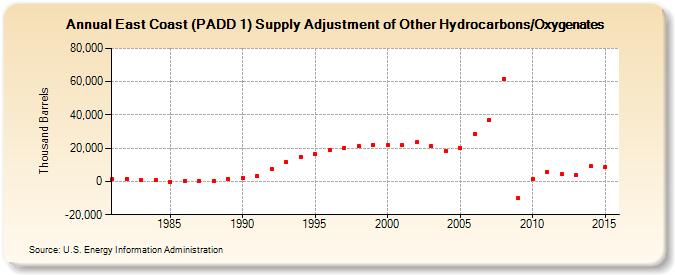 Annual East Coast (PADD 1) Supply Adjustment of Other Hydrocarbons/Oxygenates
Thousand Barrels
80,000
60,000
40,000
20,000
0
-20,000
1985 1990 1995 2000 2005 2010 2015
Source: U.S. Energy Information Administration